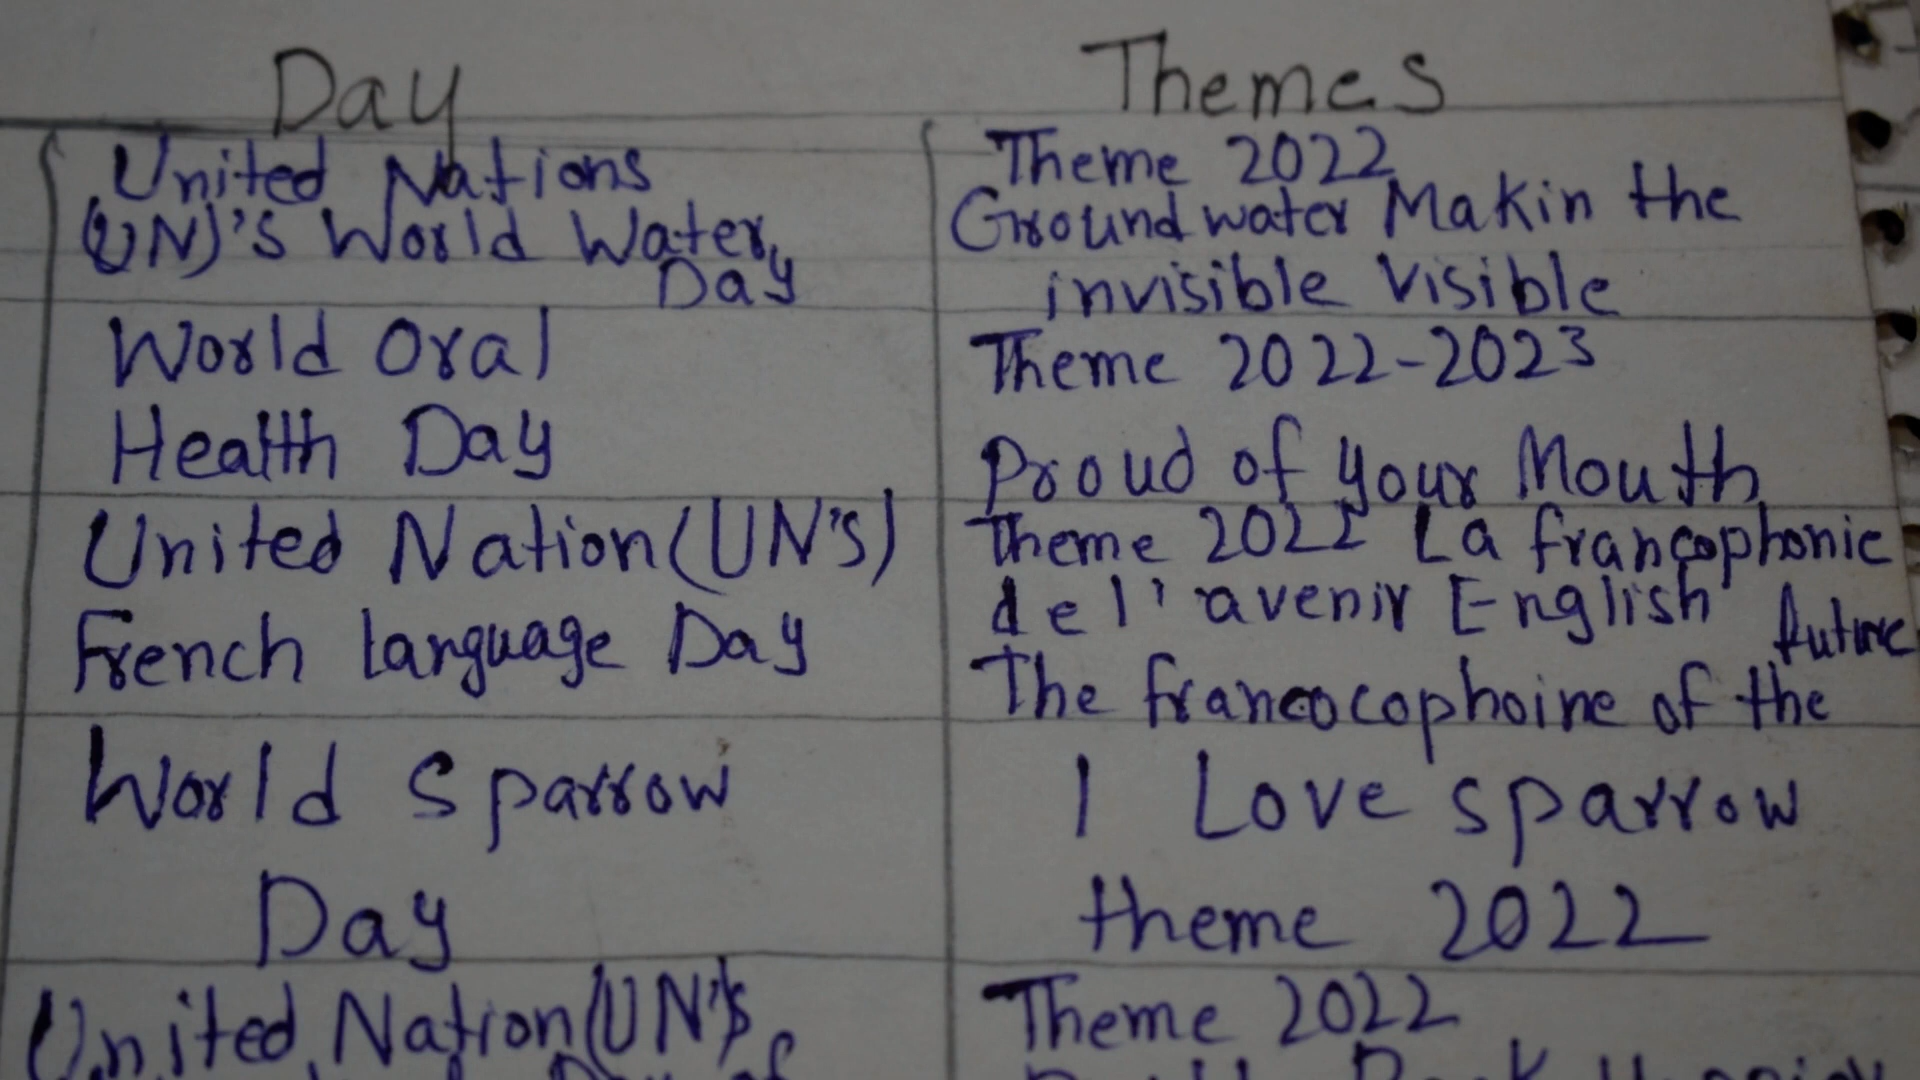 Day Themes
United Nations
(UN)'s World Water
Day
Theme 2022
Groundwater Makin the
invisible Visible
World Oral
Health Day
Theme 2022-2023
Proud of your Mouth
United Nation (UN's)
French language Day
Theme 2022 La francophonie
del' avenir English
future
The francocophoine of the
World Sparrow
Day
I Love sparrow
theme 2022
United Nation (UN's
Theme 2022